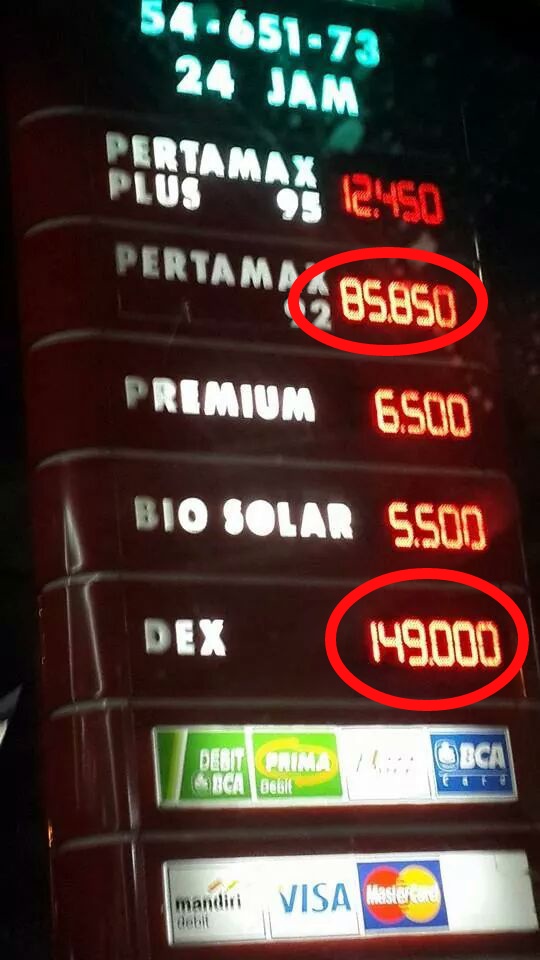 54-651-73
24 JAM
PERTAMAX
PLUS 95 12.450
PERTAMAX
92 85.850
PREMIUM 6.500
BIO SOLAR 5.500
DEX 149.000
DEBIT
BCA
PRIMA
debit
BCA
Card
mandiri
debit
VISA
MasterCard